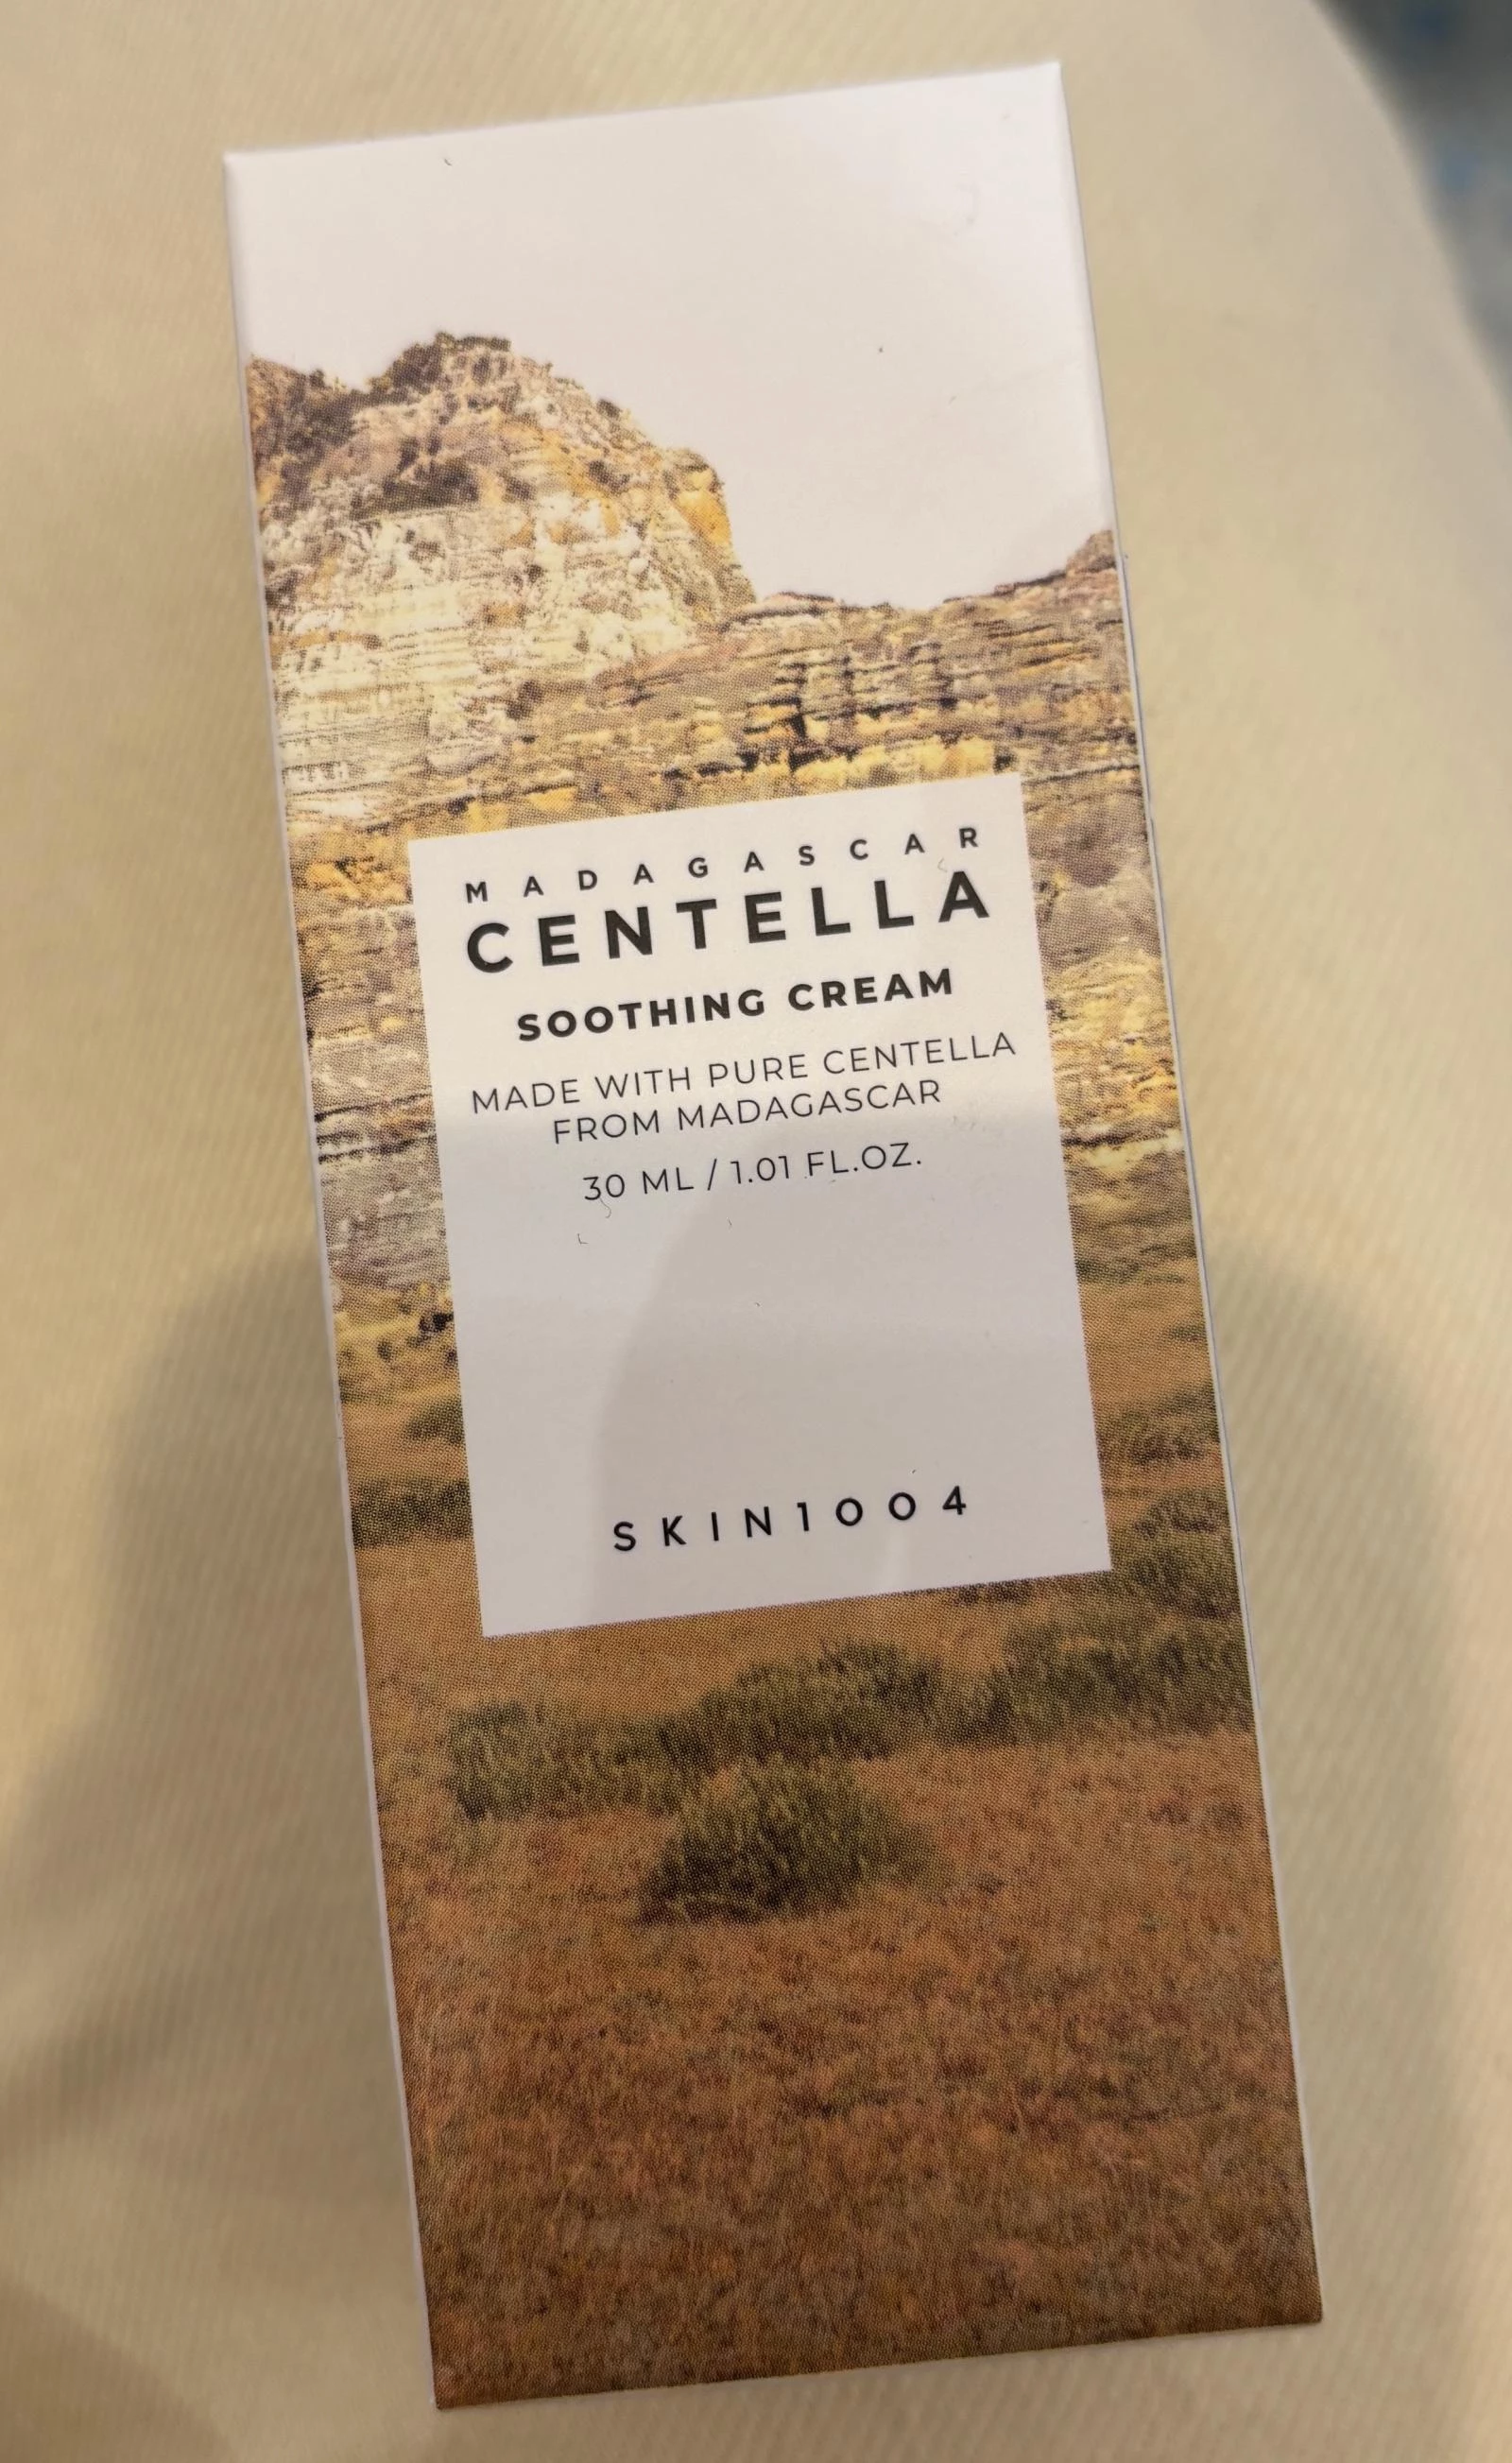 MADAGASCAR
CENTELLA
SOOTHING CREAM
MADE WITH PURE CENTELLA
FROM MADAGASCAR
30 ML / 1.01 FL.OZ.
SKIN1004